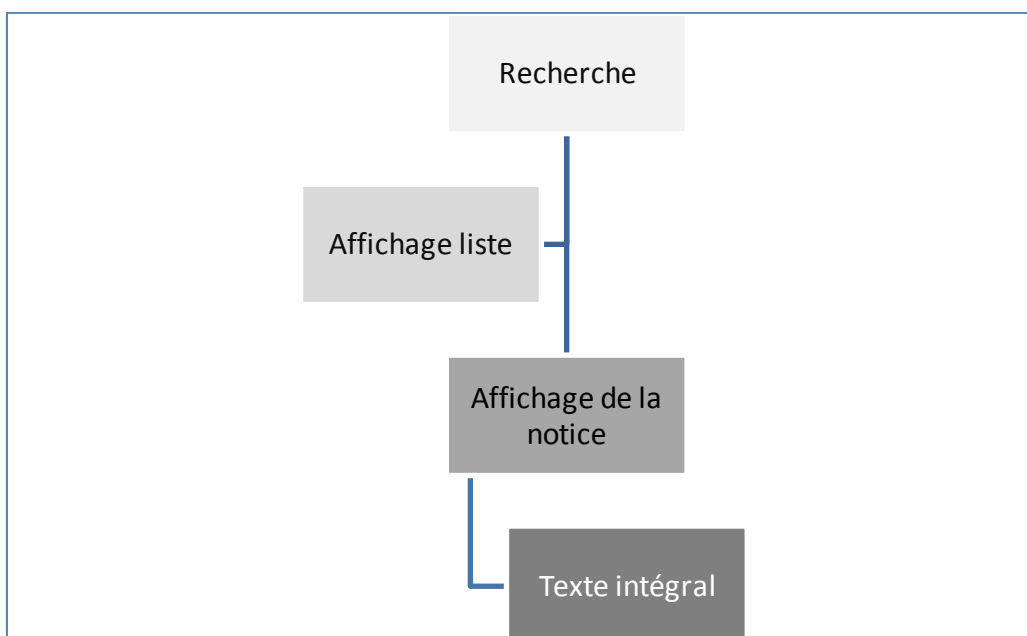 Recherche
Affichage liste
Affichage de la
notice
Texte intégral